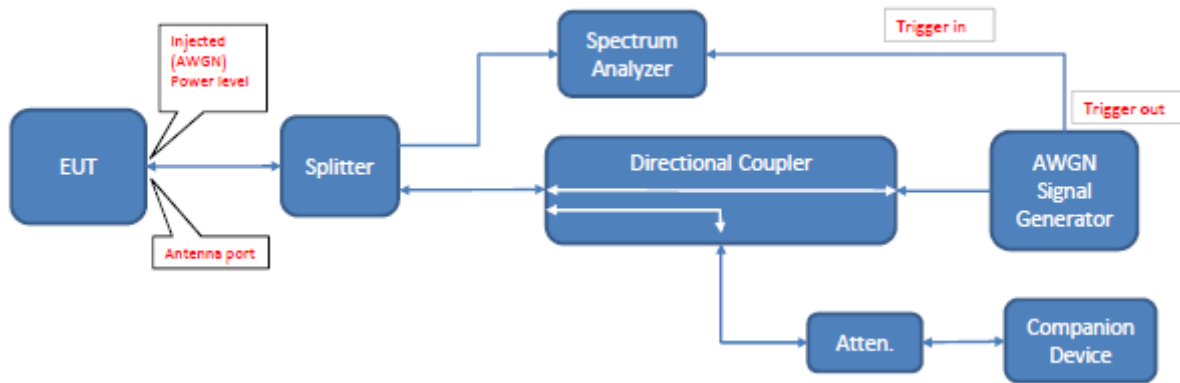 Injected
(AWGN)
Power level
Spectrum
Analyzer
Trigger in
Trigger out
EUT
Splitter
Directional Coupler
AWGN
Signal
Generator
Antenna port
Atten.
Companion
Device